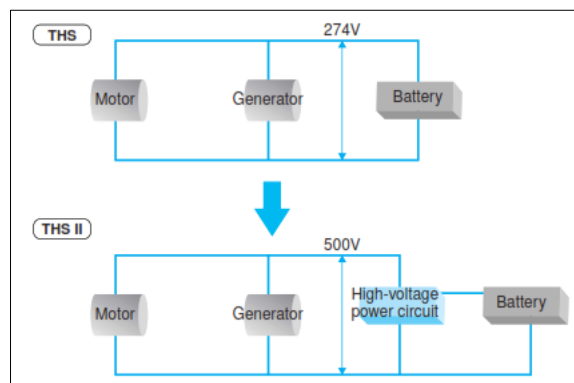 THS
274V
Motor
Generator
Battery
THS II
500V
Motor
Generator
High-voltage
power circuit
Battery